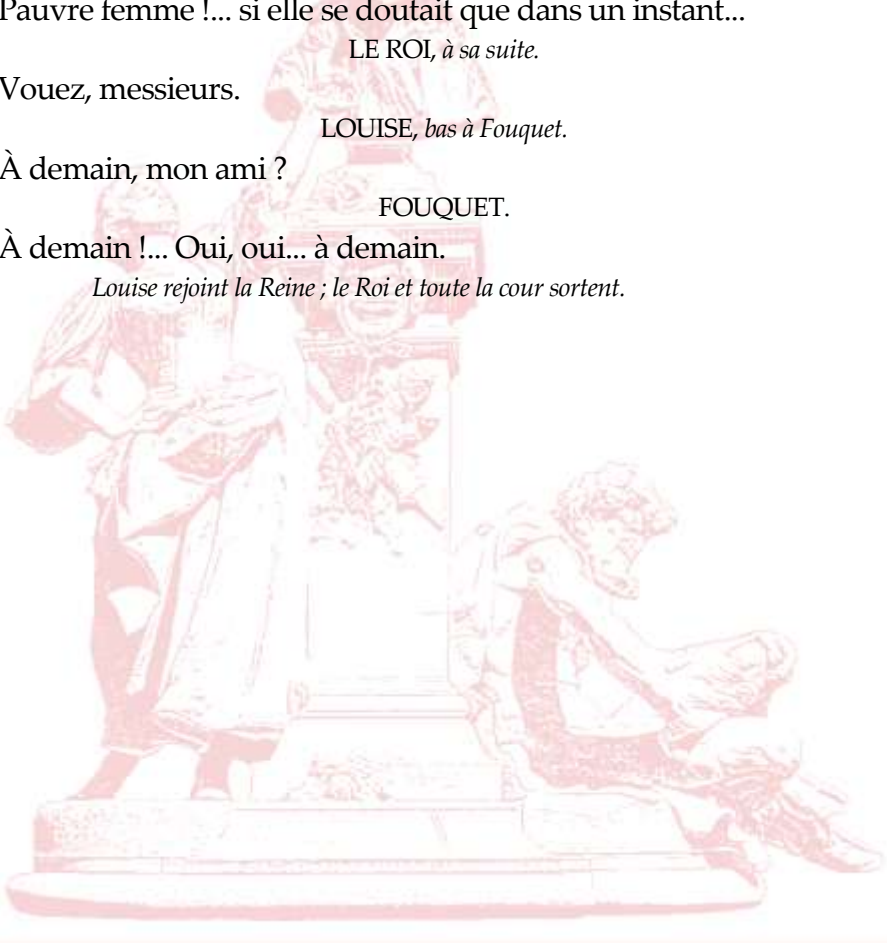 Pauvre femme !... si elle se doutait que dans un instant...
LE ROI, à sa suite.
Vouez, messieurs.
LOUISE, bas à Fouquet.
À demain, mon ami ?
FOUQUET.
À demain !... Oui, oui... à demain.
Louise rejoint la Reine ; le Roi et toute la cour sortent.